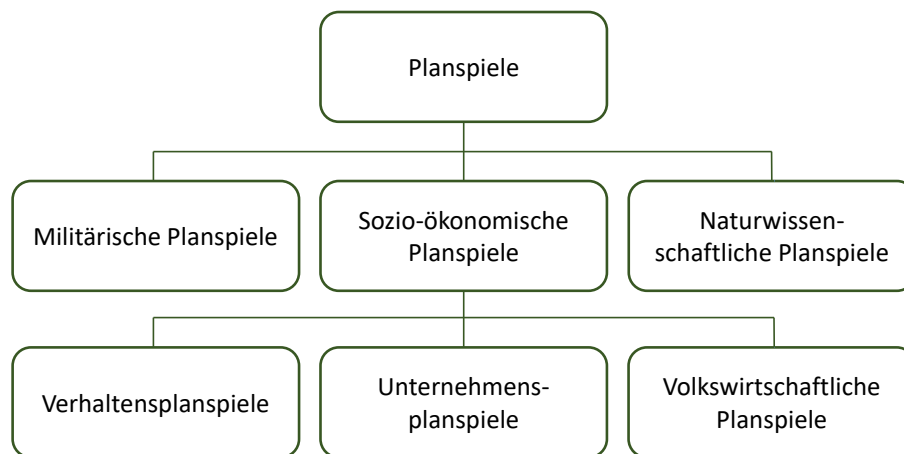 Planspiele
Militärische Planspiele
Sozio-ökonomische
Planspiele
Naturwissen-
schaftliche Planspiele
Verhaltensplanspiele
Unternehmens-
planspiele
Volkswirtschaftliche
Planspiele